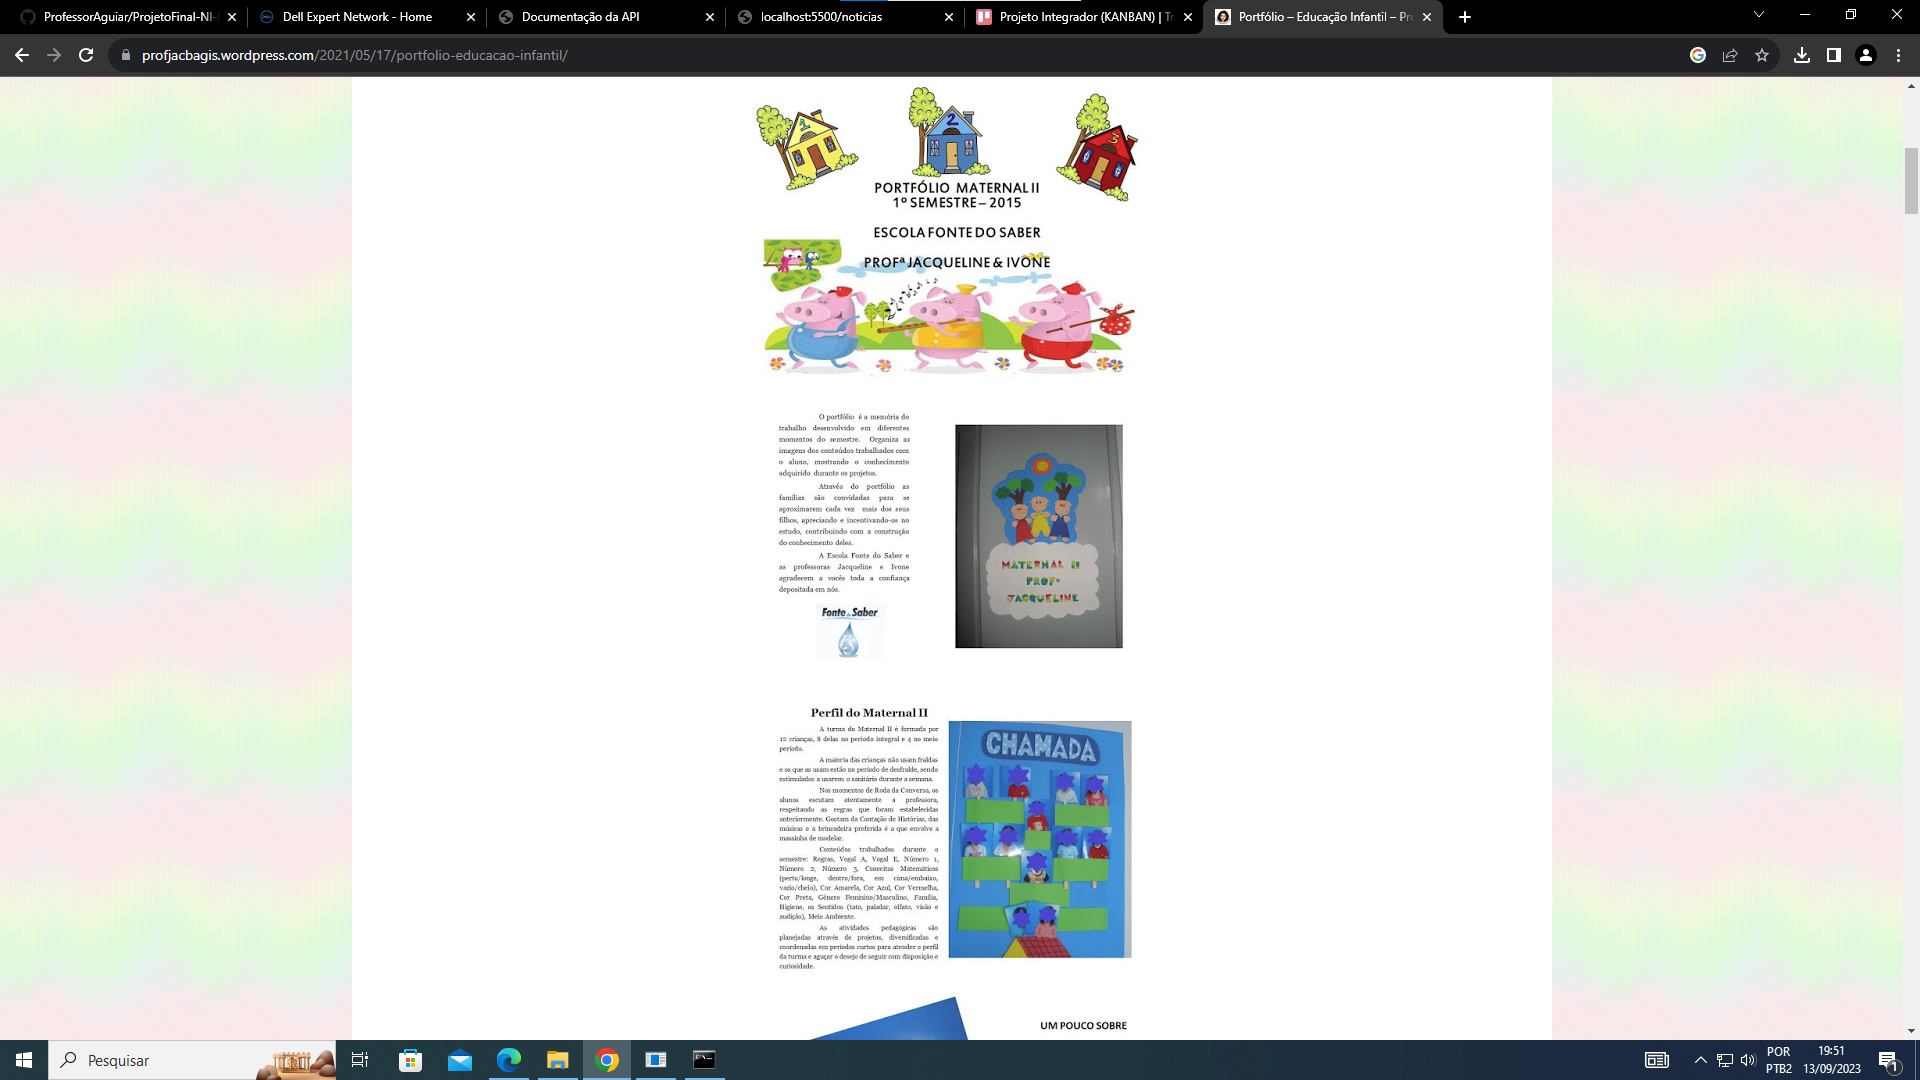 ProfessorAguiar/ProjetoFinal-NI-
Dell Expert Network - Home
Documentação da API
localhost:5500/noticias
Projeto Integrador (KANBAN) | Tr
Portfólio – Educação Infantil – Pro
profjacbagis.wordpress.com/2021/05/17/portfolio-educacao-infantil/
1
2
3
PORTFÓLIO MATERNAL II
1º SEMESTRE – 2015
ESCOLA FONTE DO SABER
PROFª JACQUELINE & IVONE
O portfólio é a memória do
trabalho desenvolvido em diferentes
momentos do semestre. Organiza as
imagens dos conteúdos trabalhados com
o aluno, mostrando o conhecimento
adquirido durante os projetos.
Através do portfólio as
famílias são convidadas para se
aproximarem cada vez mais dos seus
filhos, apreciando e incentivando-os no
estudo, contribuindo com a construção
do conhecimento deles.
A Escola Fonte do Saber e
as professoras Jacqueline e Ivone
agradecem a vocês toda a confiança
depositada em nós.
Fonte do Saber
MATERNAL II
PROFª
JACQUELINE
Perfil do Maternal II
A turma do Maternal II é formada por
12 crianças, 8 delas no período integral e 4 no meio
período.
A maioria das crianças não usam fraldas
e os que as usam estão no período de desfralde, sendo
estimulados a usarem o sanitário durante a semana.
Nos momentos de Roda da Conversa, os
alunos escutam atentamente a professora,
respeitando as regras que foram estabelecidas
anteriormente. Gostam da Contação de Histórias, das
músicas e a brincadeira preferida é a que envolve a
massinha de modelar.
Conteúdos trabalhados durante o
semestre: Regras, Vogal A, Vogal E, Número 1,
Número 2, Número 3, Conceitos Matemáticos
(perto/longe, dentro/fora, em cima/embaixo,
vazio/cheio), Cor Amarela, Cor Azul, Cor Vermelha,
Cor Preta, Gênero Feminino/Masculino, Família,
Higiene, os Sentidos (tato, paladar, olfato, visão e
audição), Meio Ambiente.
As atividades pedagógicas são
planejadas através de projetos, diversificadas e
coordenadas em períodos curtos para atender o perfil
da turma e aguçar o desejo de seguir com disposição e
curiosidade.
CHAMADA
UM POUCO SOBRE
Pesquisar
POR
PTB2
19:51
13/09/2023
1